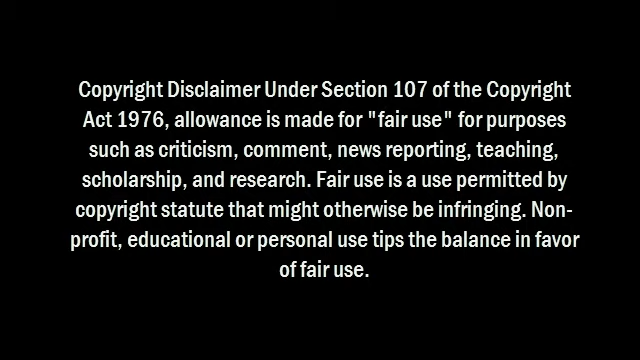 Copyright Disclaimer Under Section 107 of the Copyright
Act 1976, allowance is made for "fair use" for purposes
such as criticism, comment, news reporting, teaching,
scholarship, and research. Fair use is a use permitted by
copyright statute that might otherwise be infringing. Non-
profit, educational or personal use tips the balance in favor
of fair use.